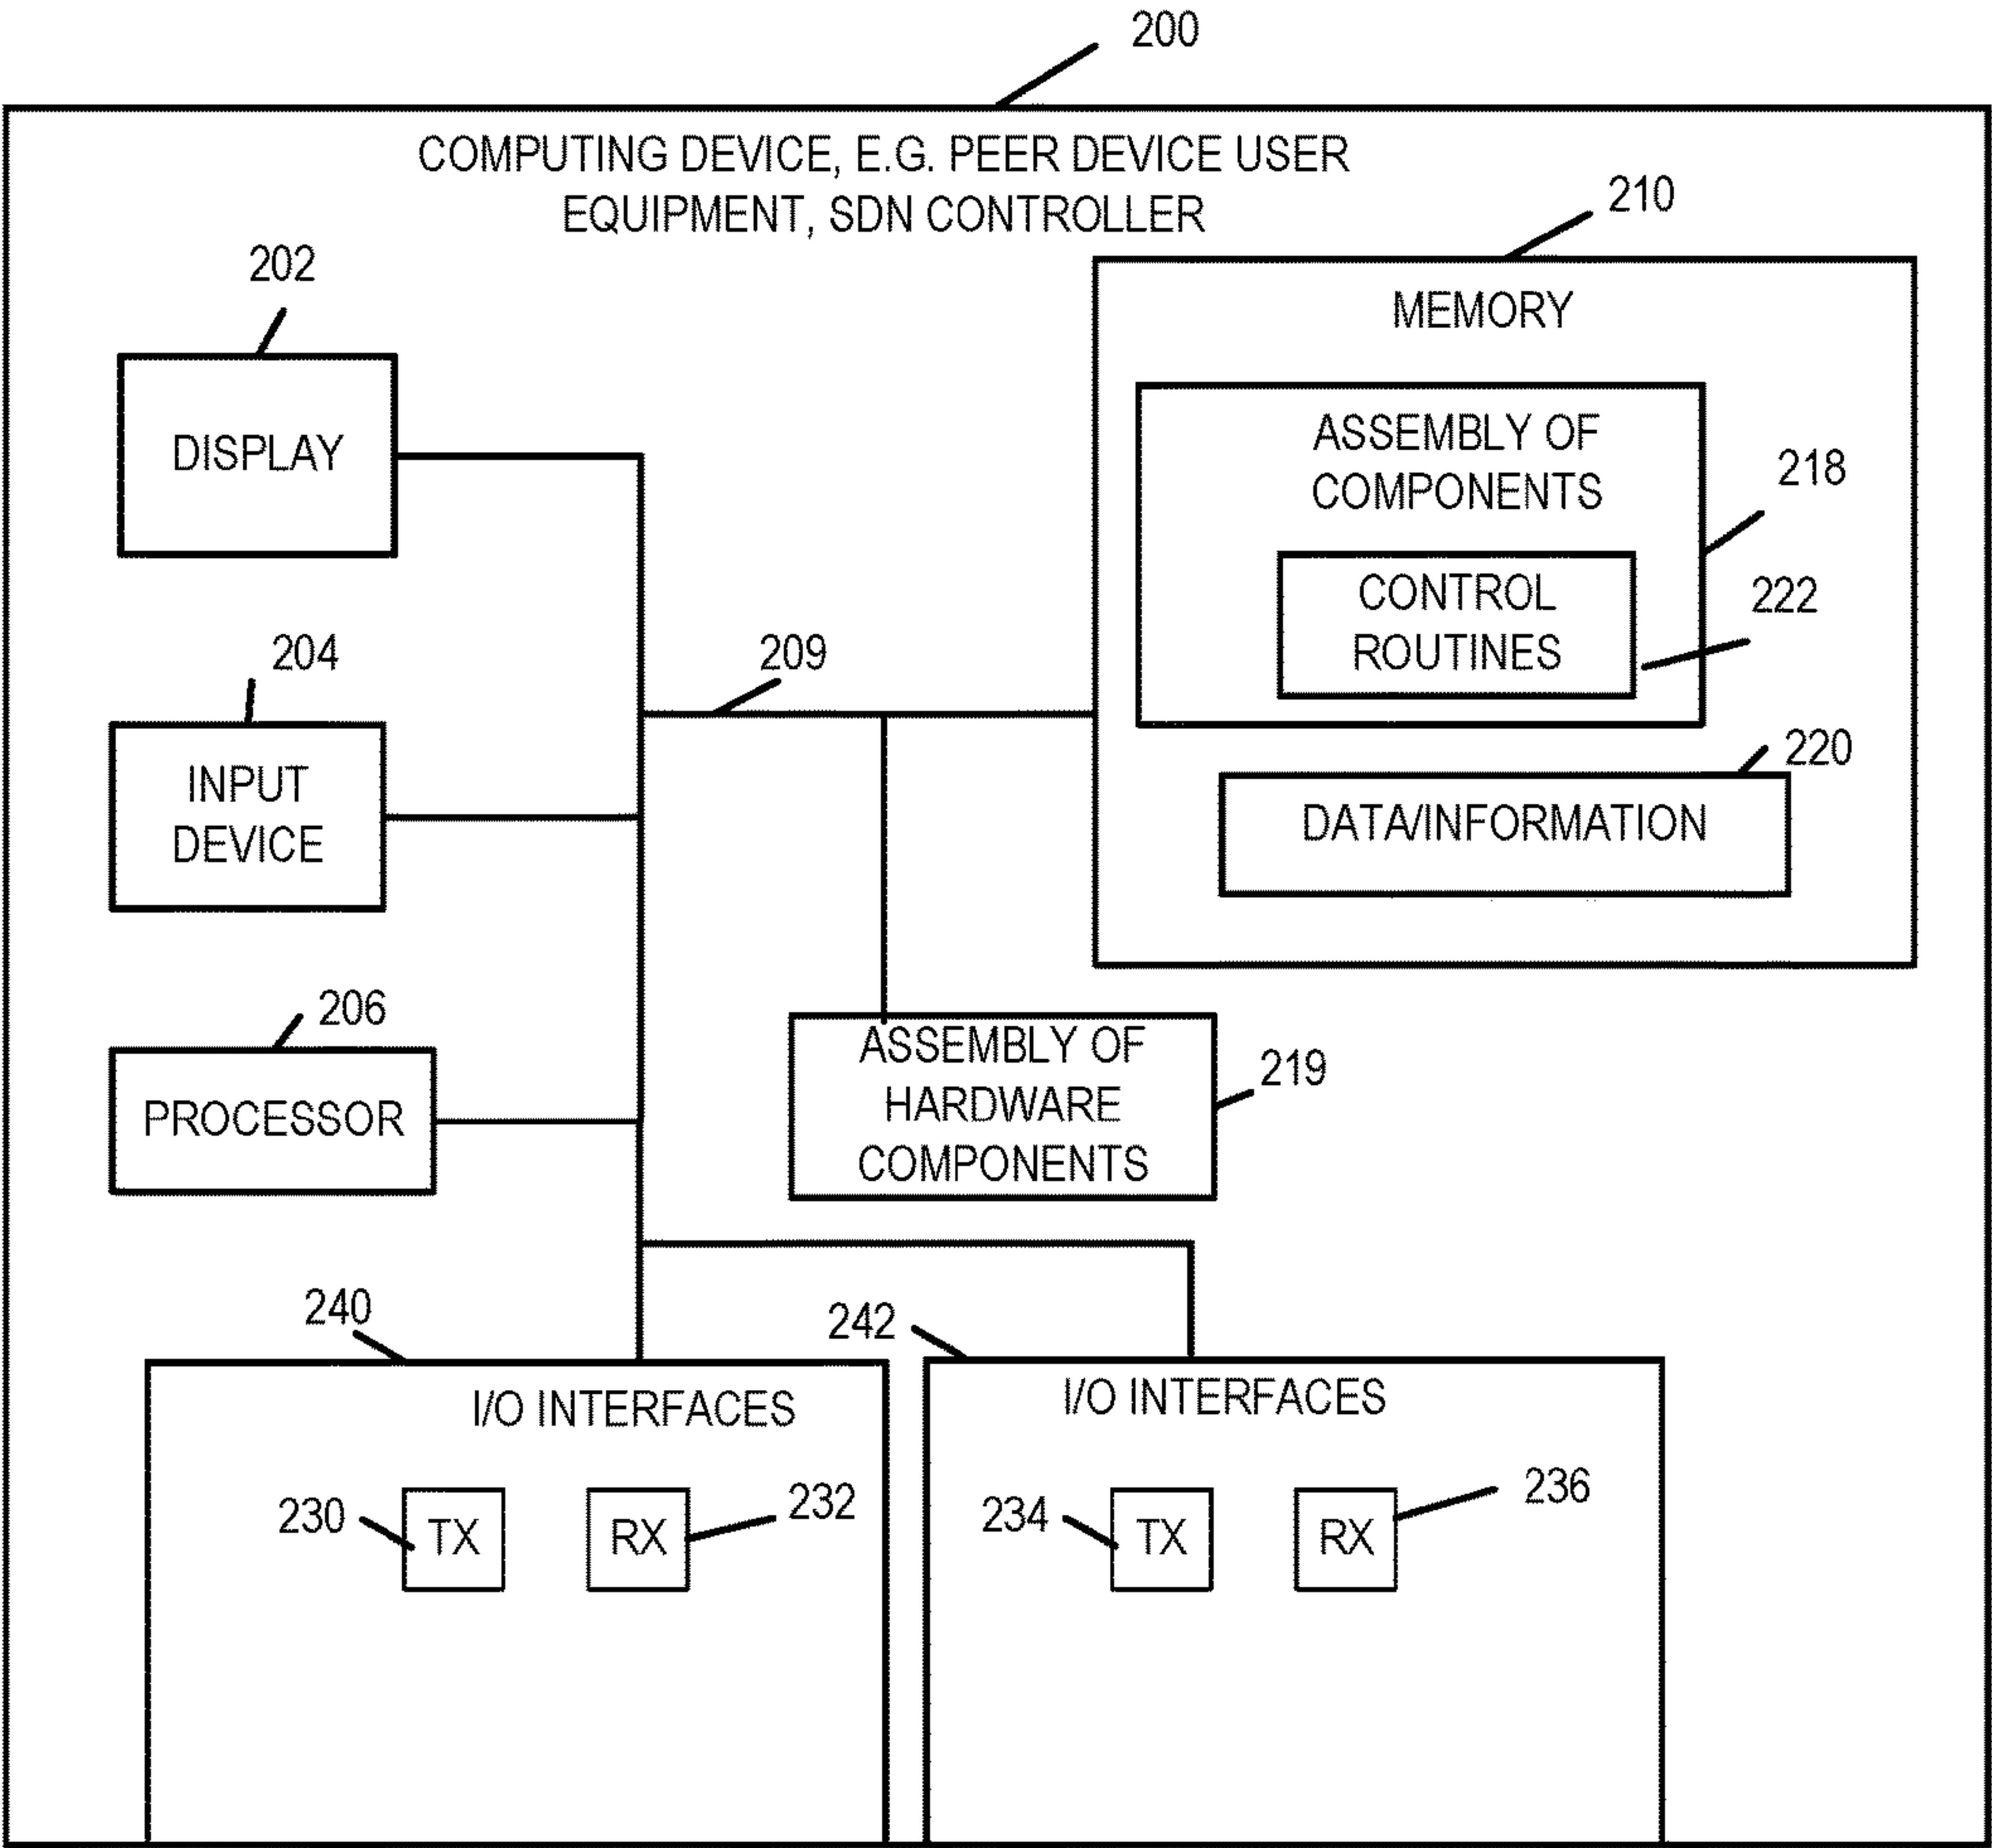 200
COMPUTING DEVICE, E.G. PEER DEVICE USER
EQUIPMENT, SDN CONTROLLER
210
202
MEMORY
DISPLAY
ASSEMBLY OF
COMPONENTS
218
CONTROL
ROUTINES
222
204
209
INPUT
DEVICE
220
DATA/INFORMATION
206
PROCESSOR
ASSEMBLY OF
HARDWARE
COMPONENTS
219
240
242
I/O INTERFACES
I/O INTERFACES
230
TX
RX
232
234
TX
RX
236